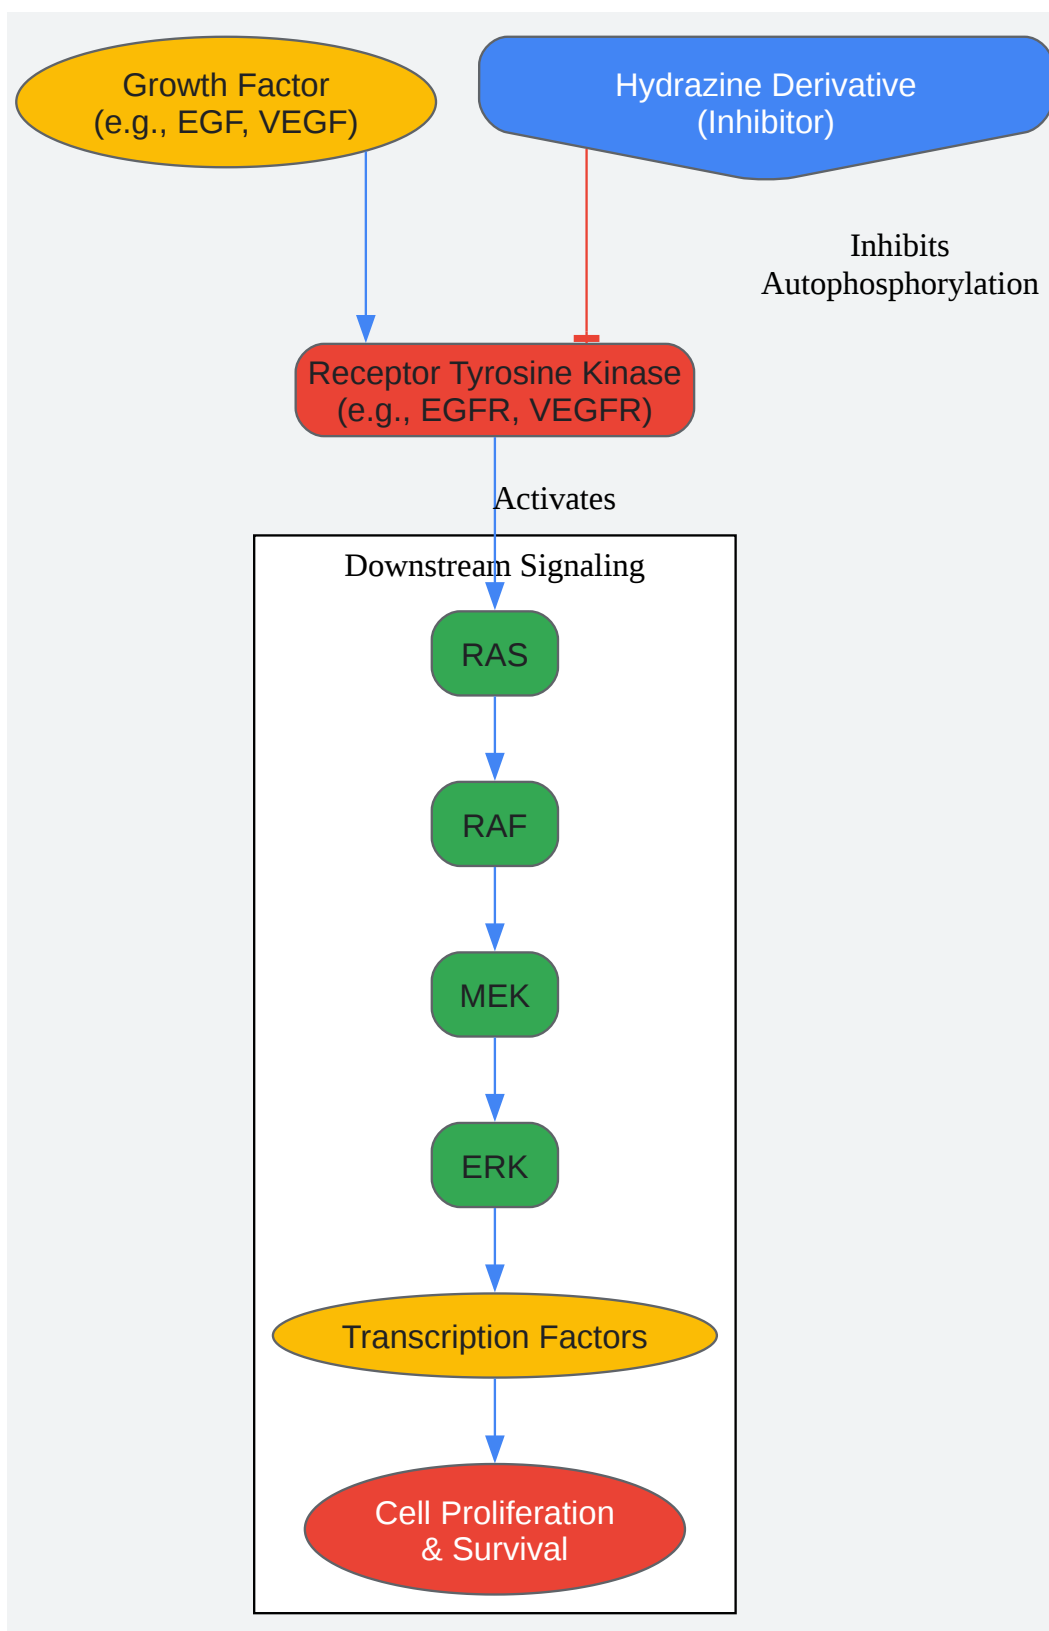 Growth Factor
(e.g., EGF, VEGF)
Hydrazine Derivative
(Inhibitor)
Inhibits
Autophosphorylation
Receptor Tyrosine Kinase
(e.g., EGFR, VEGFR)
Activates
Downstream Signaling
RAS
RAF
MEK
ERK
Transcription Factors
Cell Proliferation
& Survival